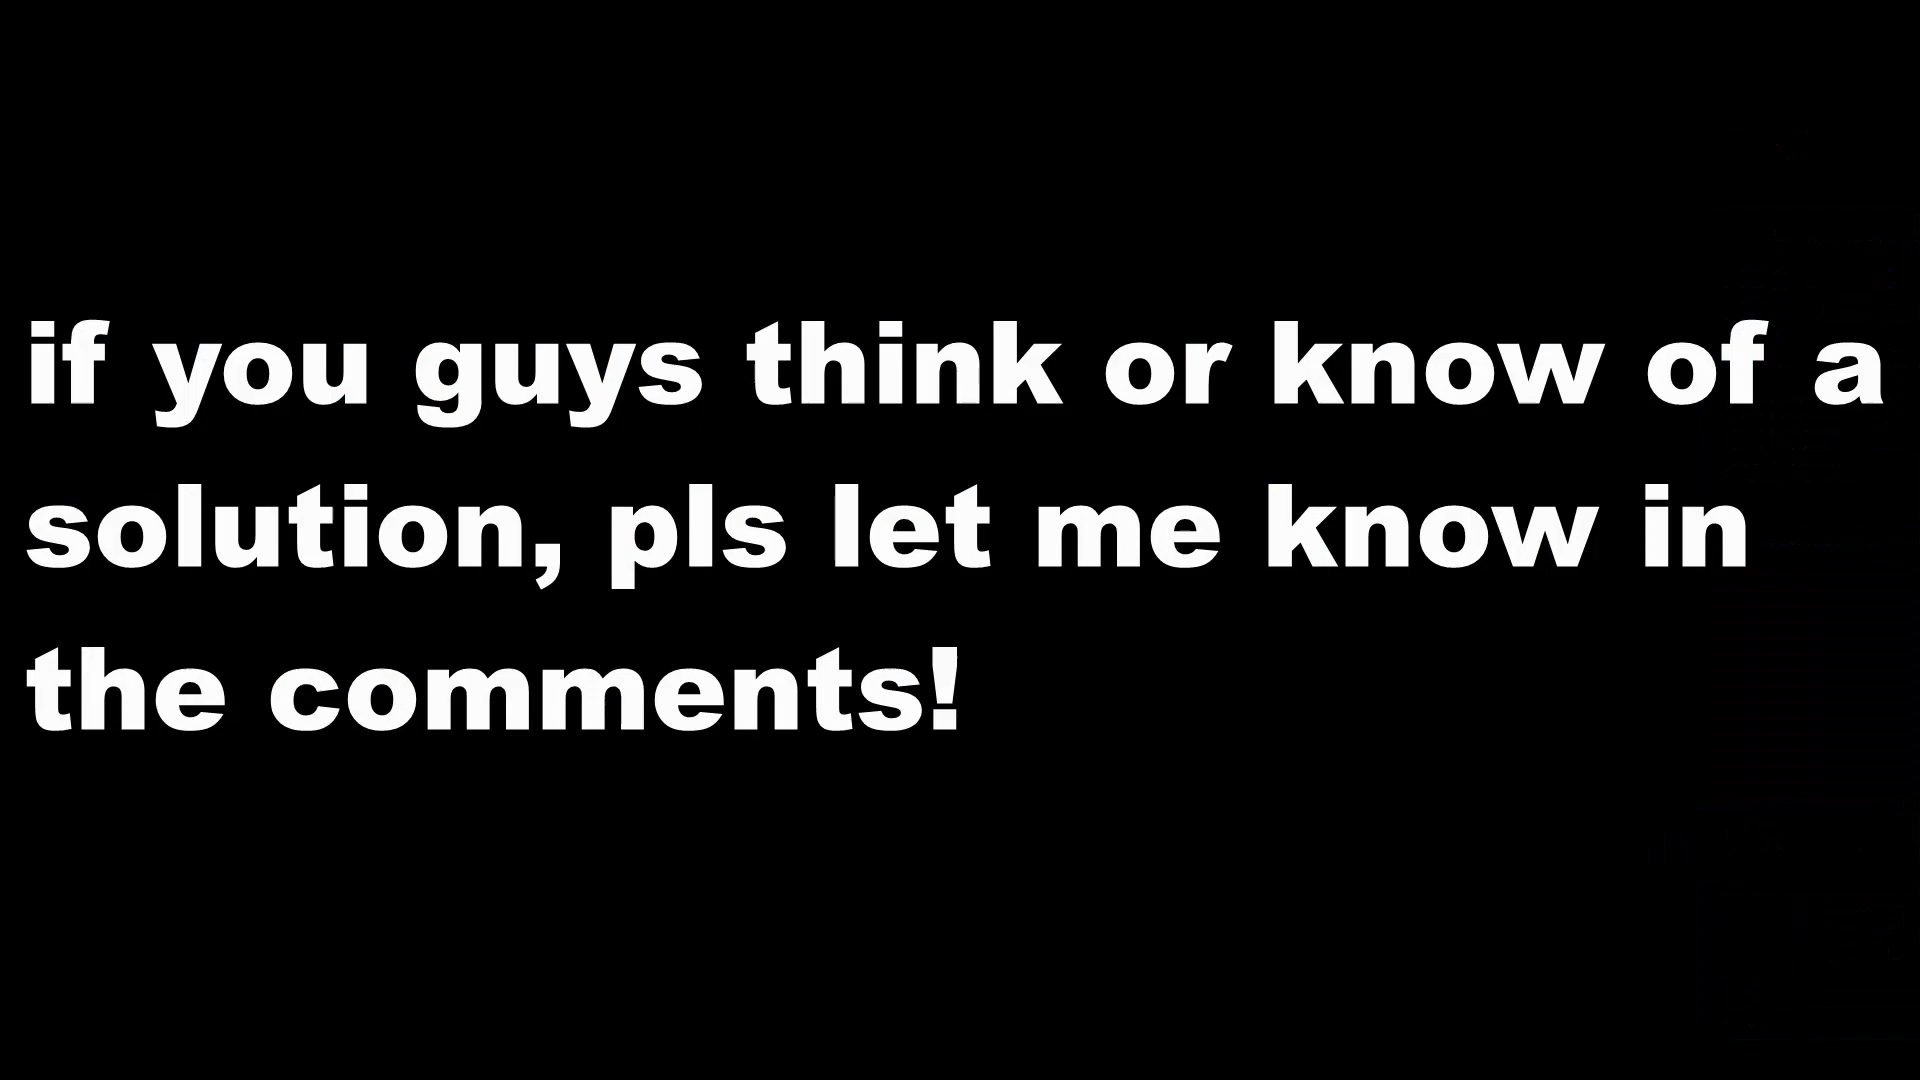 if you guys think or know of a
solution, pls let me know in
the comments!